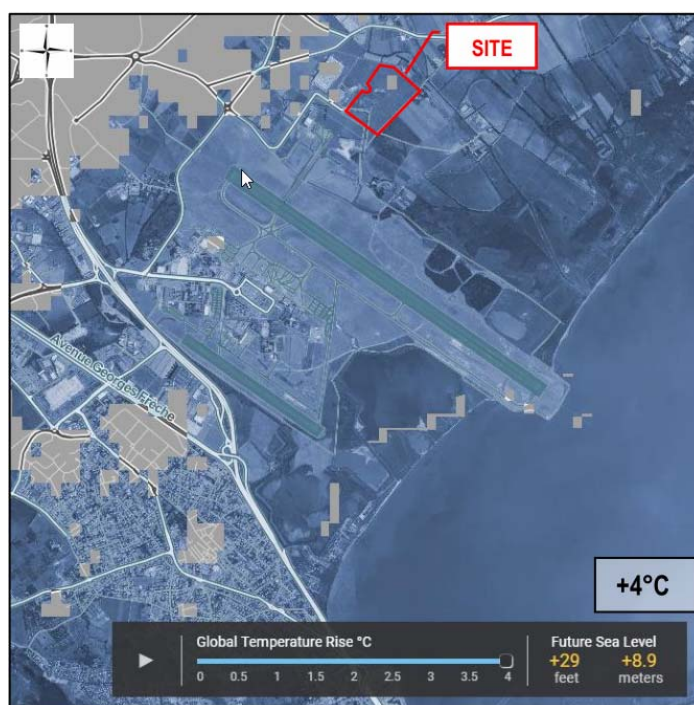 SITE
Avenue Georges Frêche
+4°C
Global Temperature Rise °C
0 0.5 1 1.5 2 2.5 3 3.5 4
Future Sea Level
+29 +8.9
feet meters